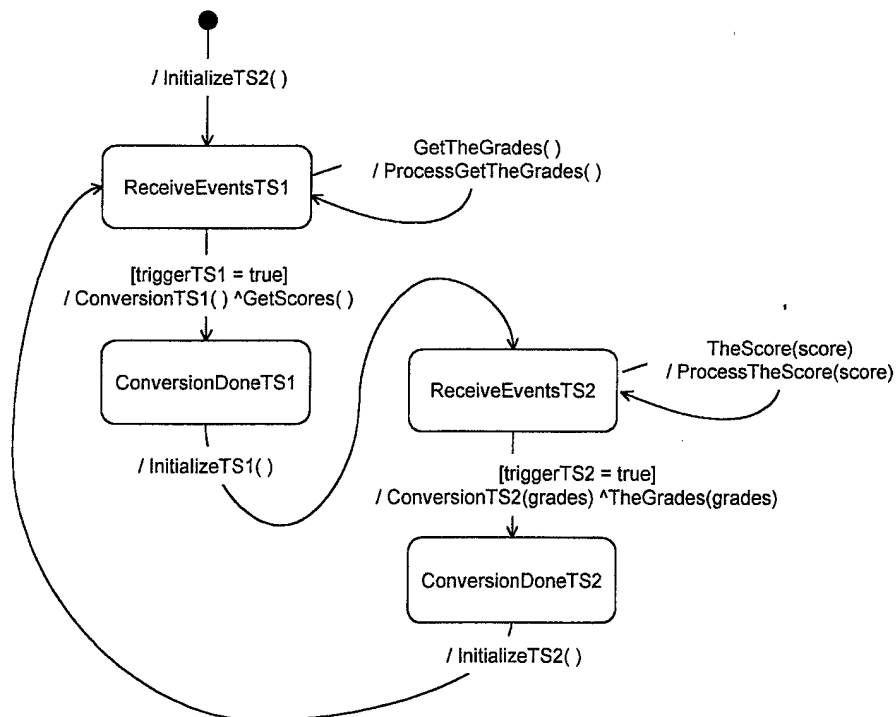 / InitializeTS2( )
ReceiveEventsTS1
GetTheGrades( )
/ ProcessGetTheGrades( )
[triggerTS1 = true]
/ ConversionTS1( ) ^GetScores( )
ConversionDoneTS1
/ InitializeTS1( )
ReceiveEventsTS2
TheScore(score)
/ ProcessTheScore(score)
[triggerTS2 = true]
/ ConversionTS2(grades) ^TheGrades(grades)
ConversionDoneTS2
/ InitializeTS2( )